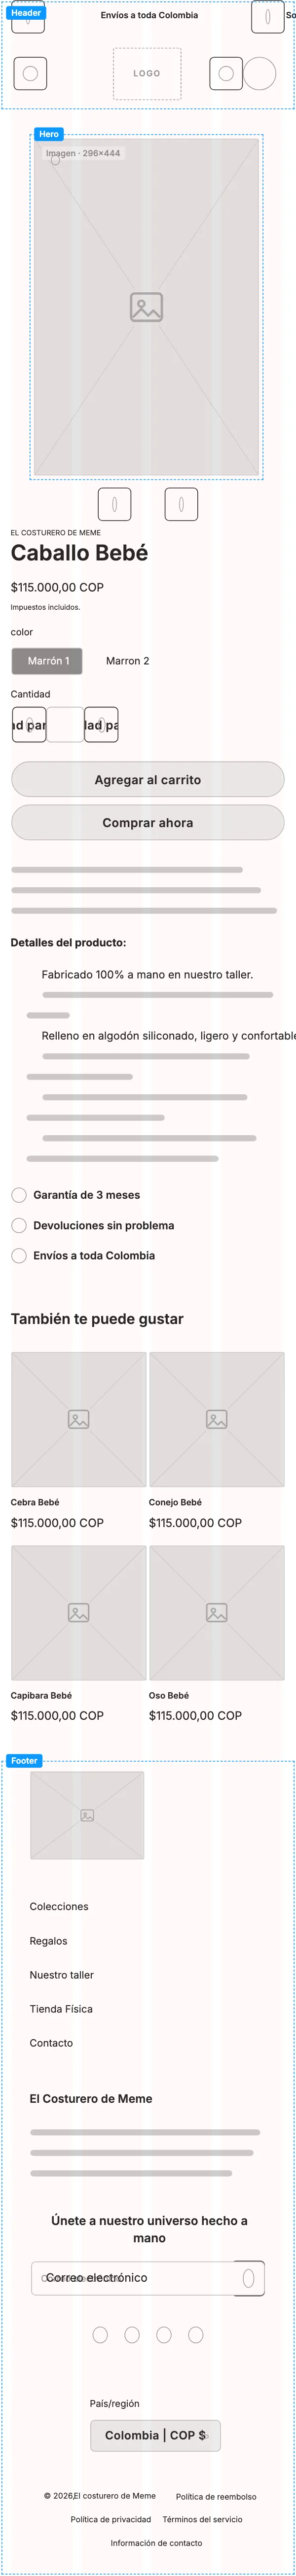 Header
Envíos a toda Colombia
So
LOGO
Hero
Imagen · 296×444
EL COSTURERO DE MEME
Caballo Bebé
$115.000,00 COP
Impuestos incluidos.
color
Marrón 1
Marron 2
Cantidad
Agregar al carrito
Comprar ahora
Detalles del producto:
Fabricado 100% a mano en nuestro taller.
Relleno en algodón siliconado, ligero y confortable
Garantía de 3 meses
Devoluciones sin problema
Envíos a toda Colombia
También te puede gustar
Cebra Bebé
$115.000,00 COP
Conejo Bebé
$115.000,00 COP
Capibara Bebé
$115.000,00 COP
Oso Bebé
$115.000,00 COP
Footer
Colecciones
Regalos
Nuestro taller
Tienda Física
Contacto
El Costurero de Meme
Únete a nuestro universo hecho a
mano
Correo electrónico
País/región
Colombia | COP $
© 2026, El costurero de Meme
Política de reembolso
Política de privacidad
Términos del servicio
Información de contacto